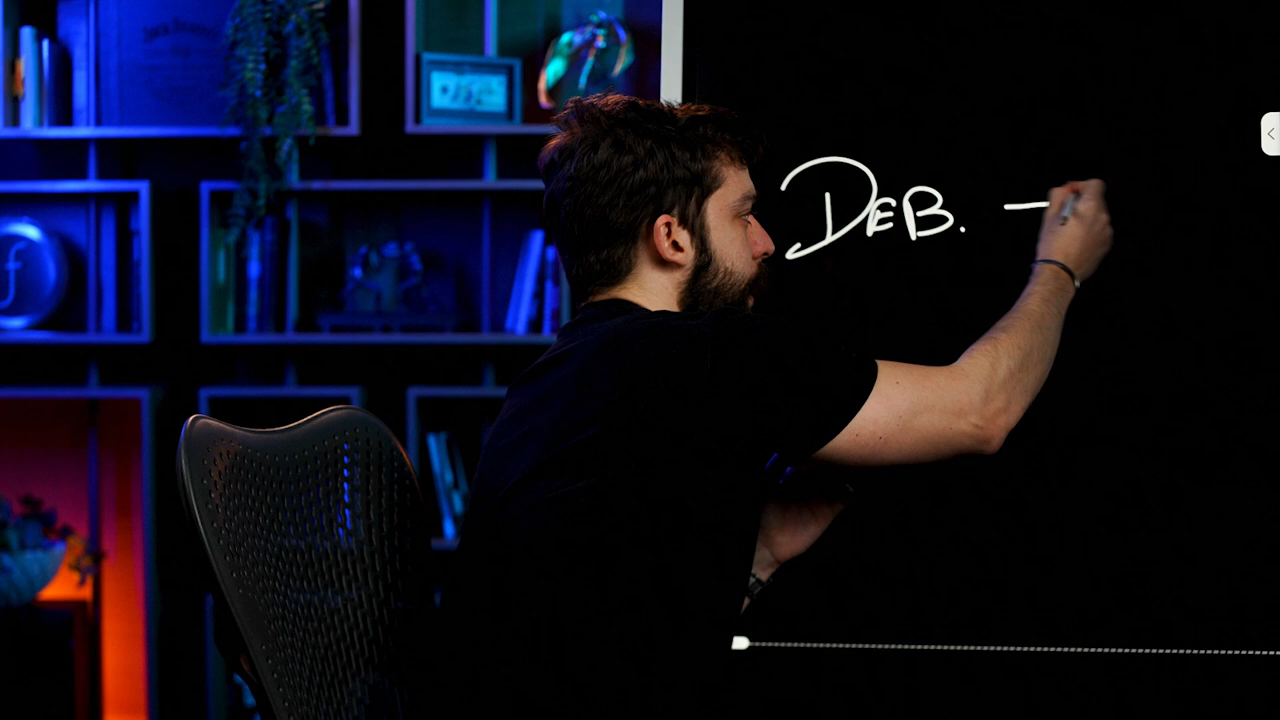 DEB. —